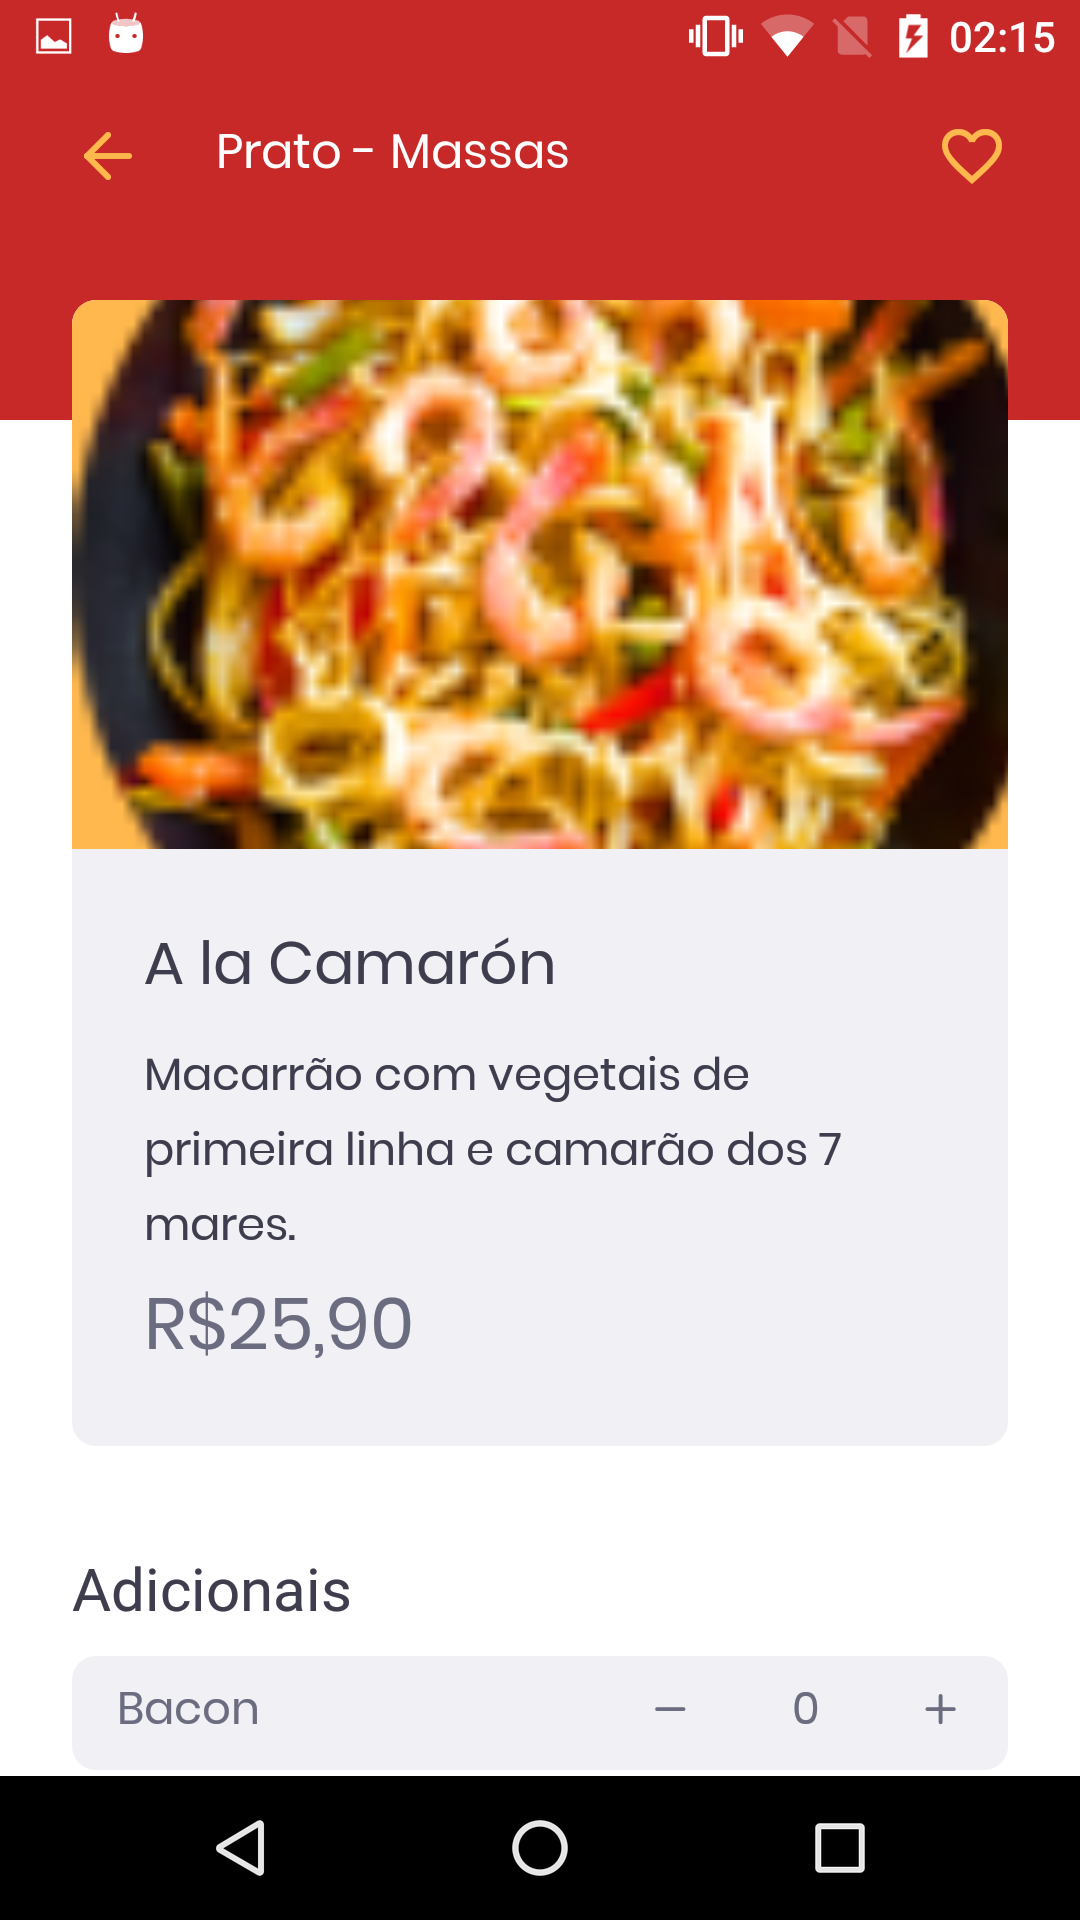 02:15
Prato - Massas
A la Camarón
Macarrão com vegetais de
primeira linha e camarão dos 7
mares.
R$25,90
Adicionais
Bacon — 0 +